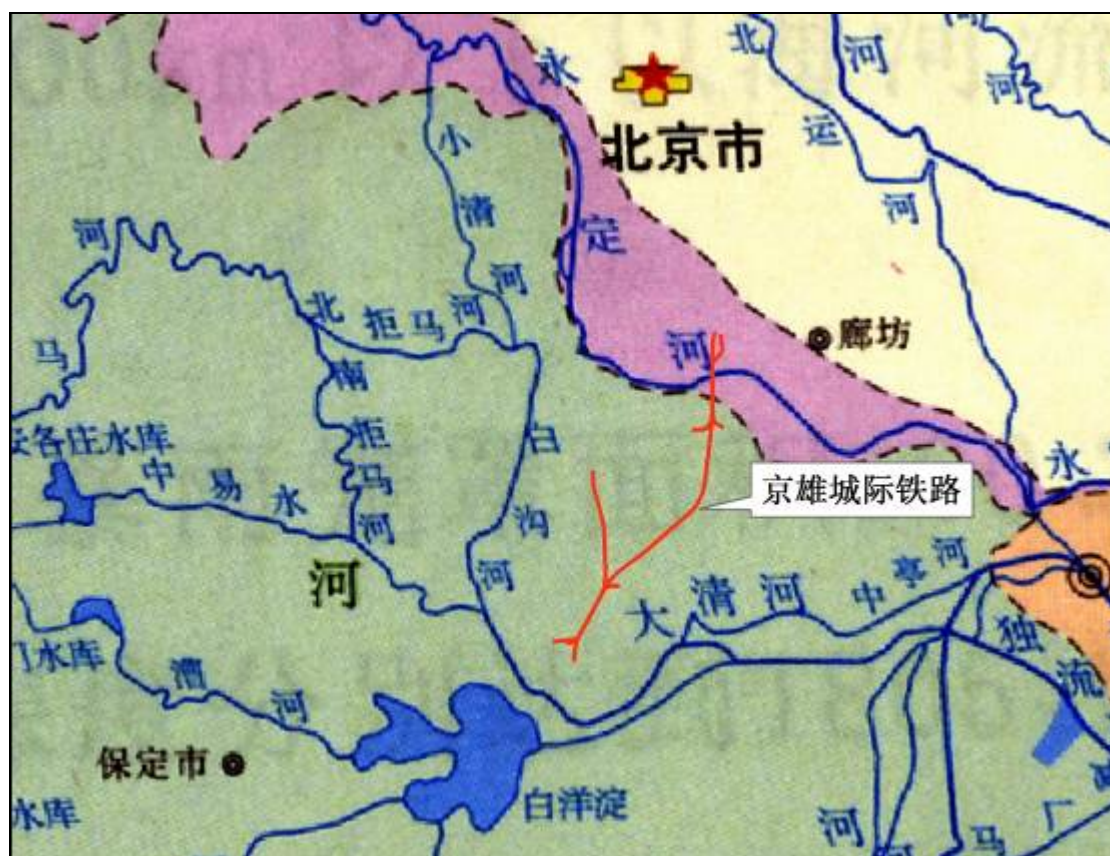 永
定
河
北
运
河
河
河
北京市
小
清
河
河
马
北
拒
马
河
南
拒
马
河
廊坊
各庄水库
中
易
水
白
沟
河
京雄城际铁路
永
河
大
清
河
中
亭
河
独
流
门水库
漕
河
保定市
白洋淀
水库
河
马
厂